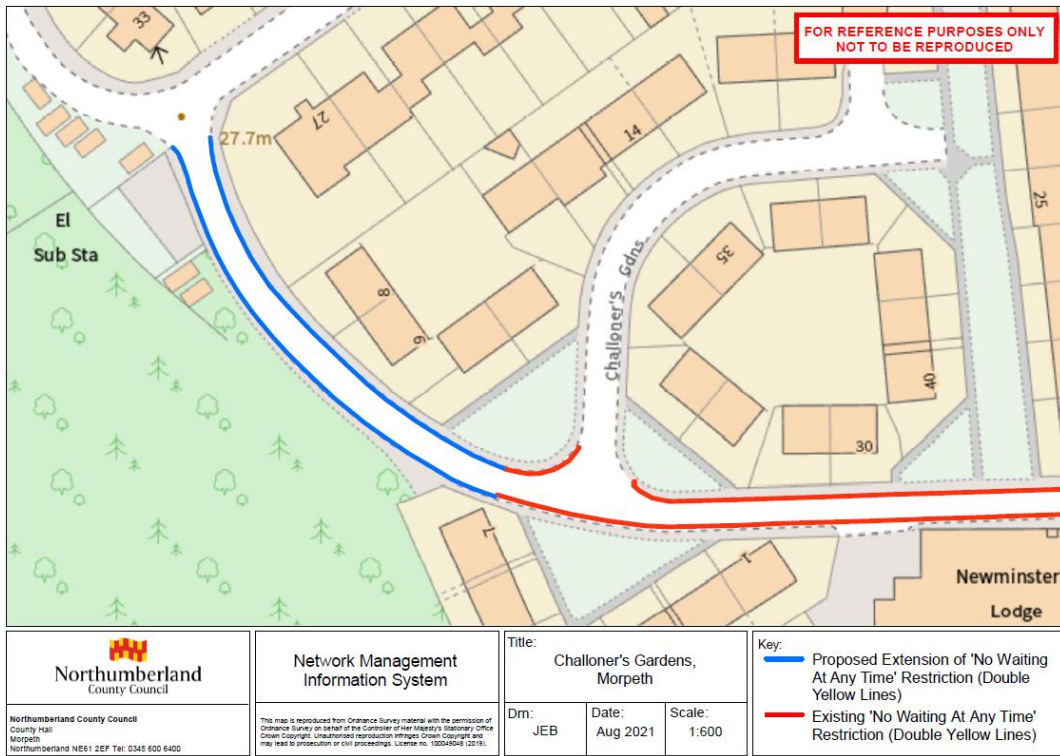 FOR REFERENCE PURPOSES ONLY
NOT TO BE REPRODUCED
33
27.7m
27
14
El
Sub Sta
8
6
Challoner's Gdns
35
25
40
30
7
1
Newminster
Lodge
Northumberland
County Council
Northumberland County Council
County Hall
Morpeth
Northumberland NE61 2EF Tel: 0345 600 6400
Network Management
Information System
This map is reproduced from Ordnance Survey material with the permission of
Ordnance Survey on behalf of the Controller of Her Majesty's Stationary Office
Crown Copyright. Unauthorised reproduction infringes Crown Copyright and
may lead to prosecution or civil proceedings. License no. 100049048 (2019).
Title:
Challoner's Gardens,
Morpeth
Drn:
JEB
Date:
Aug 2021
Scale:
1:600
Key:
Proposed Extension of 'No Waiting
At Any Time' Restriction (Double
Yellow Lines)
Existing 'No Waiting At Any Time'
Restriction (Double Yellow Lines)